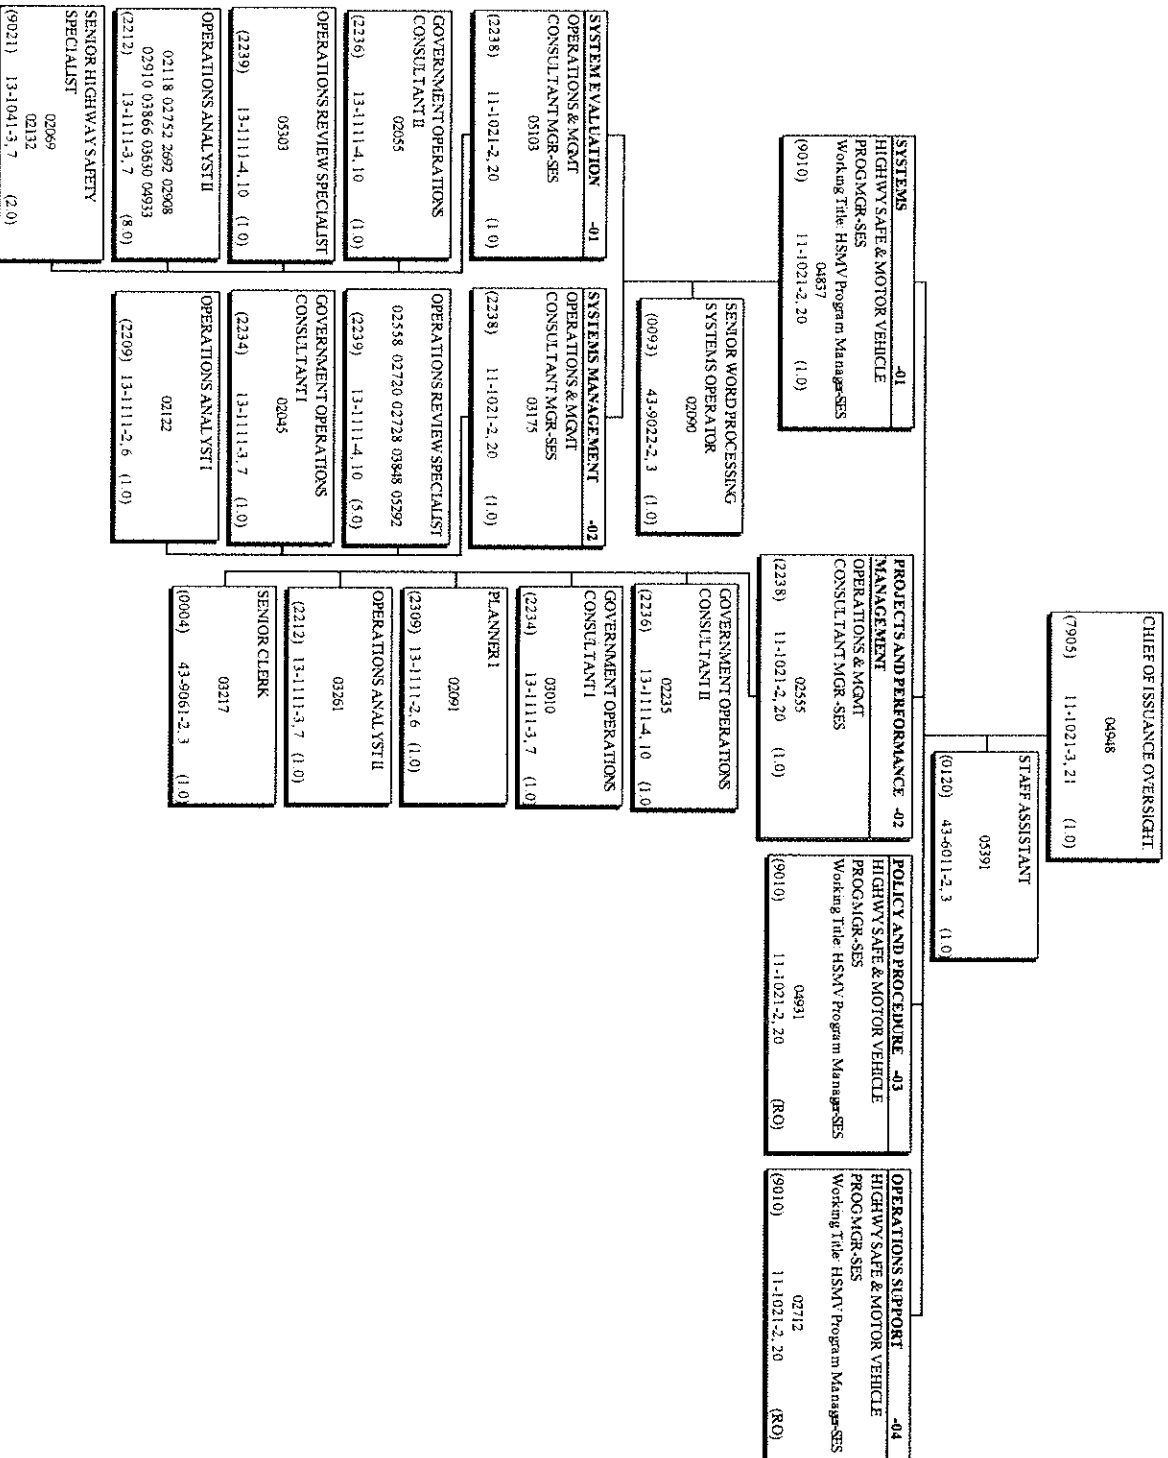 CHIEF OF ISSUANCE OVERSIGHT
04948
(7905) 11-1021-3, 21 (1.0)
STAFF ASSISTANT
05391
(0120) 43-6011-2, 3 (1.0)
SYSTEMS -01
HIGHWY SAFE & MOTOR VEHICLE
PROG MGR-SES
Working Title: HSMV Program Manager-SES
04837
(9010) 11-1021-2, 20 (1.0)
PROJECTS AND PERFORMANCE -02
MANAGEMENT
OPERATIONS & MGMT
CONSULTANT MGR -SES
02555
(2238) 11-1021-2, 20 (1.0)
POLICY AND PROCEDURE -03
HIGHWY SAFE & MOTOR VEHICLE
PROG MGR-SES
Working Title: HSMV Program Manager-SES
04931
(9010) 11-1021-2, 20 (RO)
OPERATIONS SUPPORT -04
HIGHWY SAFE & MOTOR VEHICLE
PROG MGR-SES
Working Title: HSMV Program Manager-SES
02712
(9010) 11-1021-2, 20 (RO)
SENIOR WORD PROCESSING
SYSTEMS OPERATOR
02090
(0093) 43-9022-2, 3 (1.0)
SYSTEM EVALUATION -01
OPERATIONS & MGMT
CONSULTANT MGR-SES
05103
(2238) 11-1021-2, 20 (1.0)
GOVERNMENT OPERATIONS
CONSULTANT II
02055
(2236) 13-1111-4, 10 (1.0)
OPERATIONS REVIEW SPECIALIST
05303
(2239) 13-1111-4, 10 (1.0)
OPERATIONS ANALYST II
02118 02752 2692 02908
02910 03866 03630 04933
(2212) 13-1111-3, 7 (8.0)
SENIOR HIGHWAY SAFETY
SPECIALIST
02069
02132
(9021) 13-1041-3, 7 (2.0)
SYSTEMS MANAGEMENT -02
OPERATIONS & MGMT
CONSULTANT MGR-SES
03175
(2238) 11-1021-2, 20 (1.0)
OPERATIONS REVIEW SPECIALIST
02558 02720 02728 03848 05292
(2239) 13-1111-4, 10 (5.0)
GOVERNMENT OPERATIONS
CONSULTANT I
02045
(2234) 13-1111-3, 7 (1.0)
OPERATIONS ANALYST I
02122
(2209) 13-1111-2, 6 (1.0)
GOVERNMENT OPERATIONS
CONSULTANT II
02235
(2236) 13-1111-4, 10 (1.0)
GOVERNMENT OPERATIONS
CONSULTANT I
03010
(2234) 13-1111-3, 7 (1.0)
PLANNER I
02091
(2309) 13-1111-2, 6 (1.0)
OPERATIONS ANALYST II
03261
(2212) 13-1111-3, 7 (1.0)
SENIOR CLERK
03217
(0004) 43-9061-2, 3 (1.0)